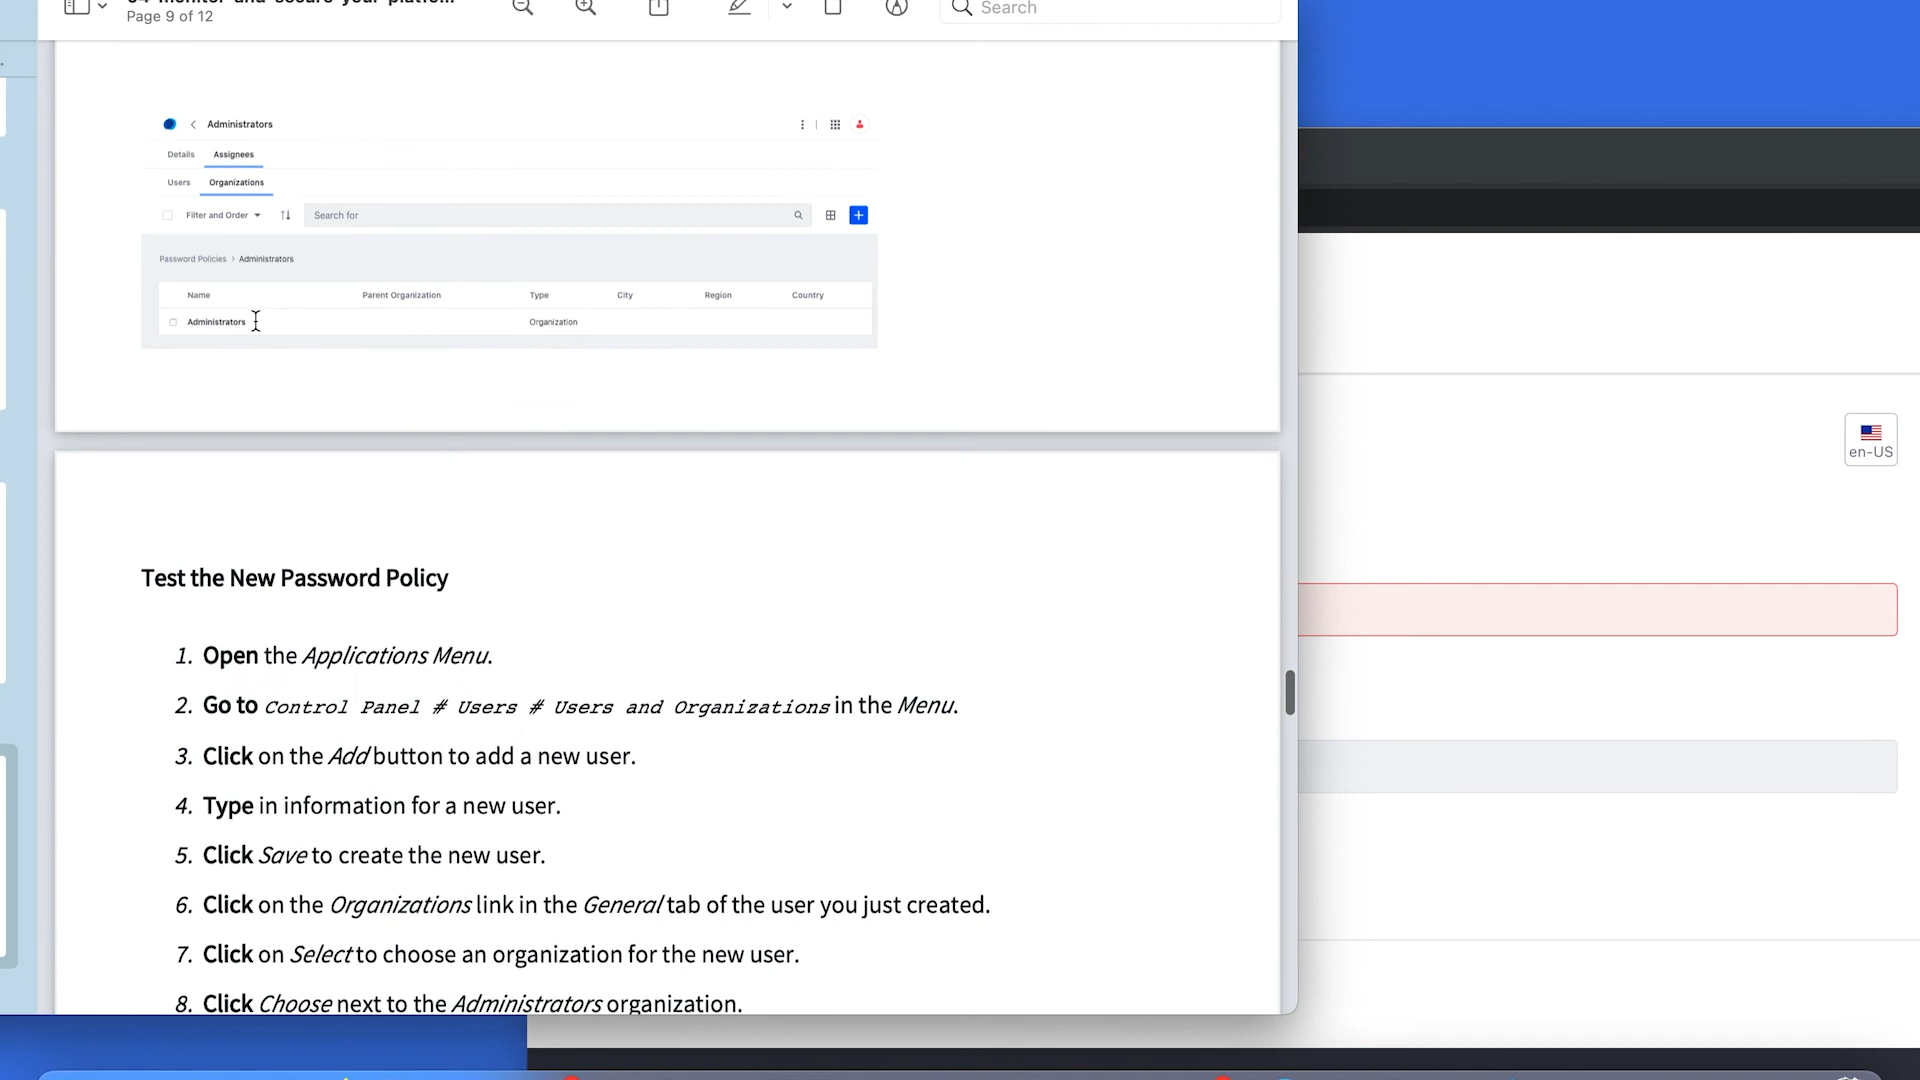 Page 9 of 12
Search
Administrators
Details Assignees
Users Organizations
Filter and Order Search for
Password Policies > Administrators
Name Parent Organization Type City Region Country
Administrators Organization
en-US
Test the New Password Policy
1. Open the Applications Menu.
2. Go to Control Panel # Users # Users and Organizations in the Menu.
3. Click on the Add button to add a new user.
4. Type in information for a new user.
5. Click Save to create the new user.
6. Click on the Organizations link in the General tab of the user you just created.
7. Click on Select to choose an organization for the new user.
8. Click Choose next to the Administrators organization.